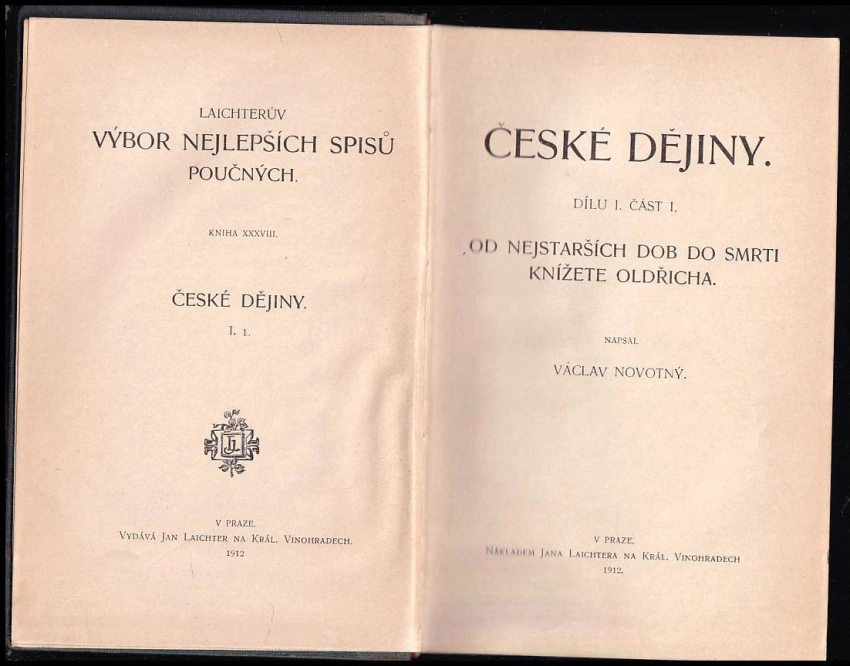 LAICHTERŮV
VÝBOR NEJLEPŠÍCH SPISŮ
POUČNÝCH.
KNIHA XXXVIII.
ČESKÉ DĚJINY.
I. 1.
JL
V PRAZE.
VYDÁVÁ JAN LAICHTER NA KRÁL. VINOHRADECH.
1912
ČESKÉ DĚJINY.
DÍLU I. ČÁST I.
OD NEJSTARŠÍCH DOB DO SMRTI
KNÍŽETE OLDŘICHA.
NAPSAL
VÁCLAV NOVOTNÝ.
V PRAZE.
NÁKLADEM JANA LAICHTERA NA KRÁL. VINOHRADECH
1912.